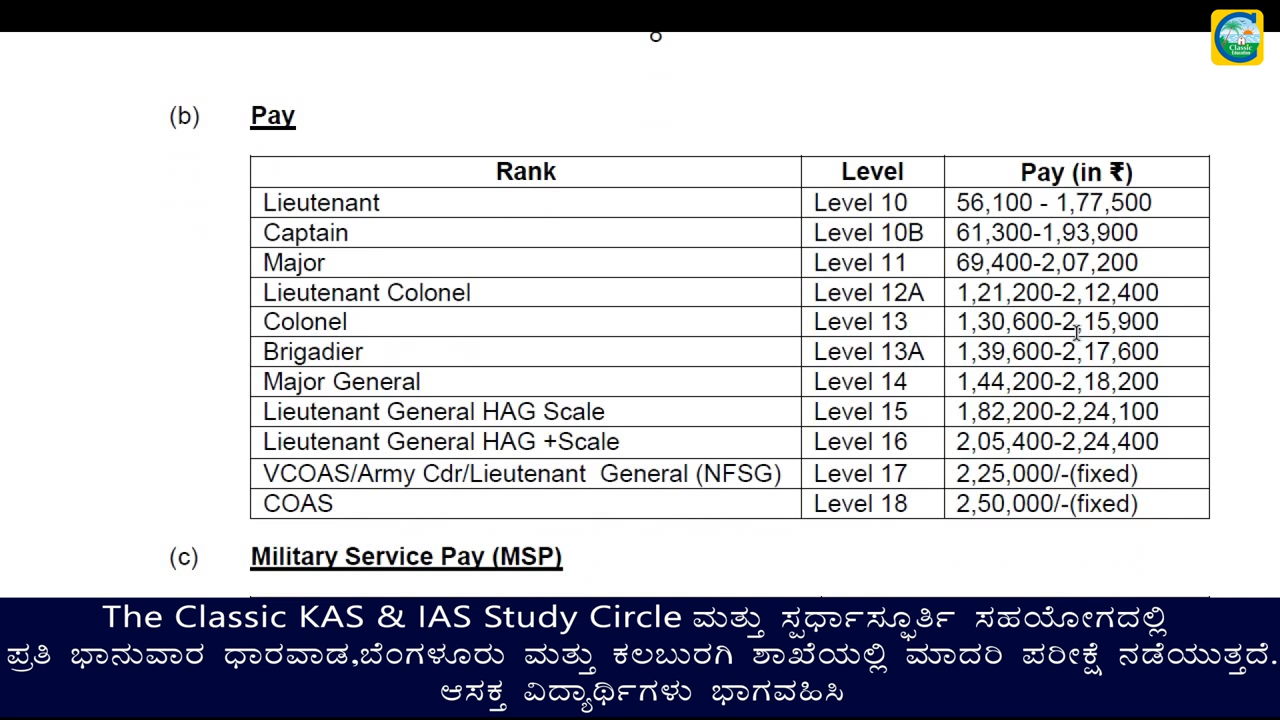 8
(b) Pay
Rank Level Pay (in ₹)
Lieutenant Level 10 56,100 - 1,77,500
Captain Level 10B 61,300-1,93,900
Major Level 11 69,400-2,07,200
Lieutenant Colonel Level 12A 1,21,200-2,12,400
Colonel Level 13 1,30,600-2,15,900
Brigadier Level 13A 1,39,600-2,17,600
Major General Level 14 1,44,200-2,18,200
Lieutenant General HAG Scale Level 15 1,82,200-2,24,100
Lieutenant General HAG +Scale Level 16 2,05,400-2,24,400
VCOAS/Army Cdr/Lieutenant General (NFSG) Level 17 2,25,000/-(fixed)
COAS Level 18 2,50,000/-(fixed)
(c) Military Service Pay (MSP)
Classic
Education
The Classic KAS & IAS Study Circle ಮತ್ತು ಸ್ಪರ್ಧಾಸ್ಫೂರ್ತಿ ಸಹಯೋಗದಲ್ಲಿ
ಪ್ರತಿ ಭಾನುವಾರ ಧಾರವಾಡ,ಬೆಂಗಳೂರು ಮತ್ತು ಕಲಬುರಗಿ ಶಾಖೆಯಲ್ಲಿ ಮಾದರಿ ಪರೀಕ್ಷೆ ನಡೆಯುತ್ತದೆ.
ಆಸಕ್ತ ವಿದ್ಯಾರ್ಥಿಗಳು ಭಾಗವಹಿಸಿ